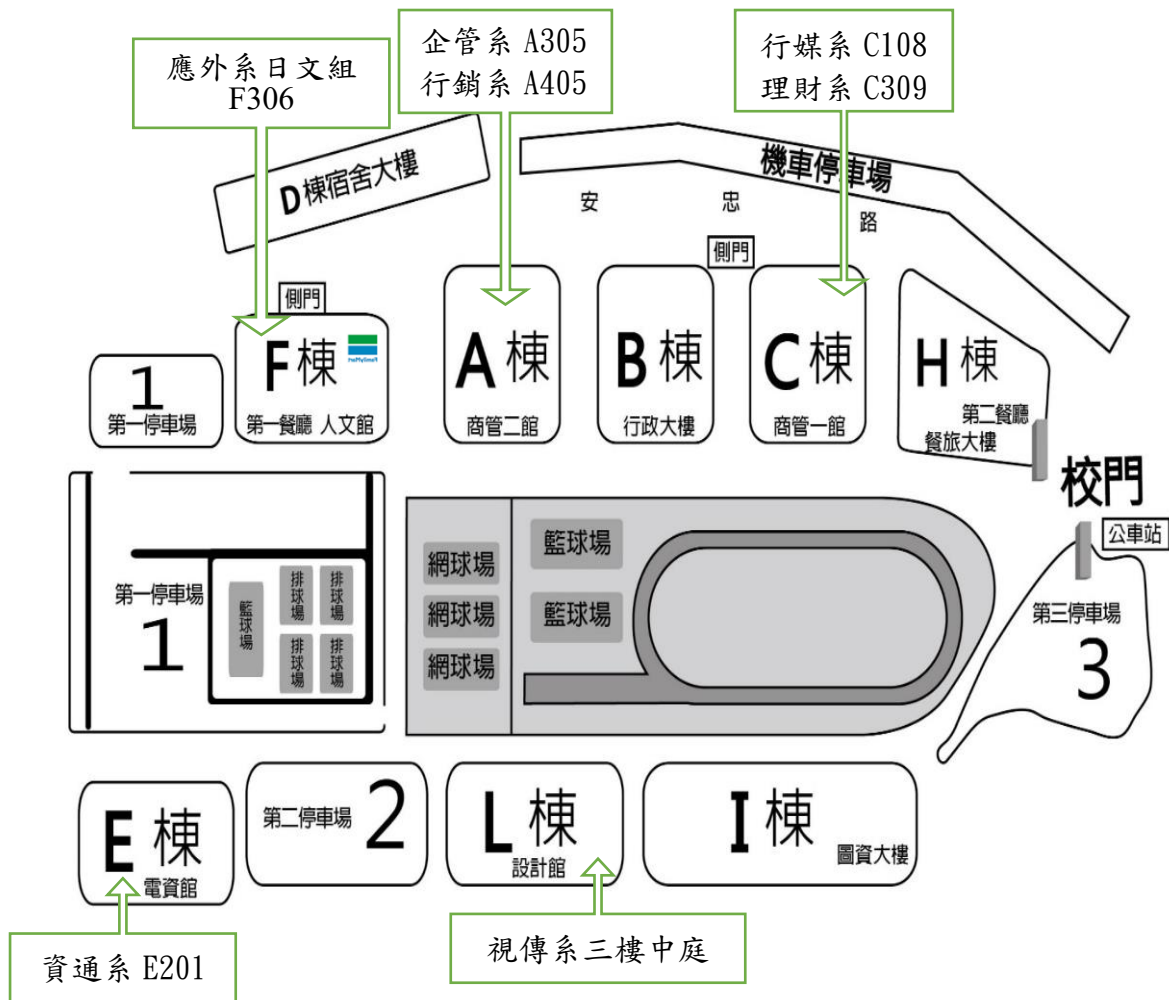 應外系日文組
F306
企管系 A305
行銷系 A405
行媒系 C108
理財系 C309
D棟宿舍大樓
機車停車場
安忠路
側門
側門
1
第一停車場
F棟
第一餐廳 人文館
A棟
商管二館
B棟
行政大樓
C棟
商管一館
H棟
第二餐廳
餐旅大樓
校門
公車站
第一停車場
1
籃球場
排球場
排球場
排球場
排球場
網球場
網球場
網球場
籃球場
籃球場
第三停車場
3
E棟
電資館
第二停車場 2
L棟
設計館
I棟
圖資大樓
資通系 E201
視傳系三樓中庭